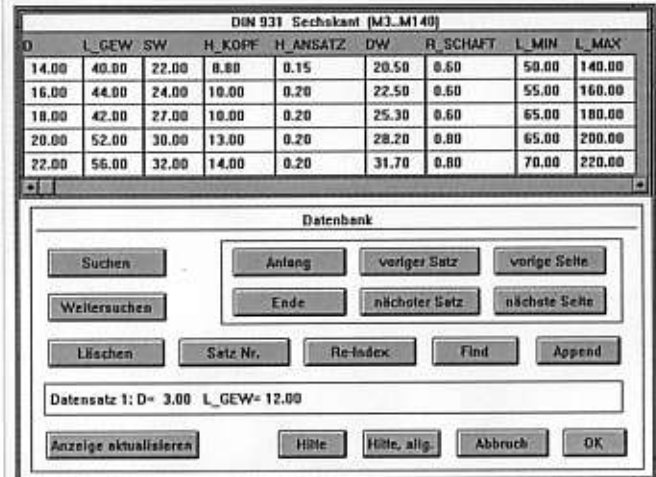 DIN 931 Sechskant (M3..M140)
D L_GEW SW H_KOPF H_ANSATZ DW R_SCHAFT L_MIN L_MAX
14.00 40.00 22.00 8.80 0.15 20.50 0.60 50.00 140.00
16.00 44.00 24.00 10.00 0.20 22.50 0.60 55.00 160.00
18.00 42.00 27.00 10.00 0.20 25.30 0.60 65.00 180.00
20.00 52.00 30.00 13.00 0.20 28.20 0.80 65.00 200.00
22.00 56.00 32.00 14.00 0.20 31.70 0.80 70.00 220.00
Datenbank
Suchen Anfang voriger Satz vorige Seite
Weitersuchen Ende nächster Satz nächste Seite
Löschen Satz Nr. Re-Index Find Append
Datensatz 1: D= 3.00 L_GEW= 12.00
Anzeige aktualisieren Hilfe Hilfe, allg. Abbruch OK